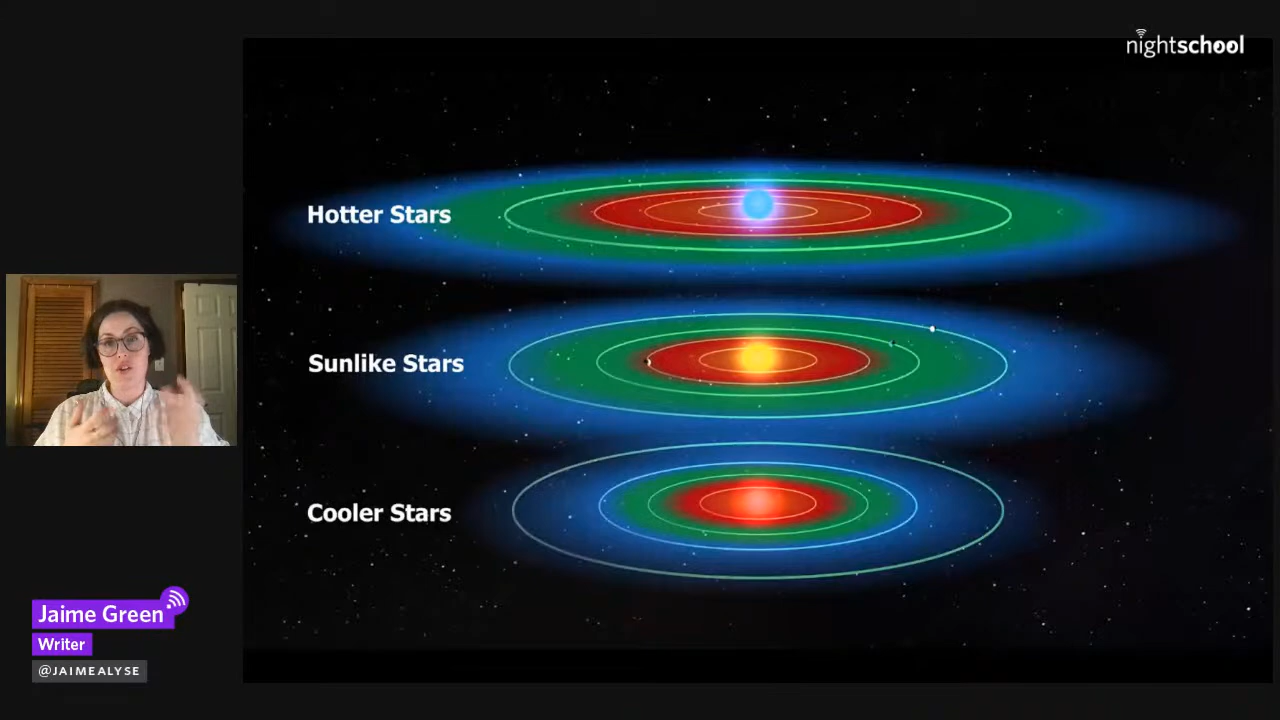 nightschool
Hotter Stars
Sunlike Stars
Cooler Stars
Jaime Green
Writer
@JAIMEALYSE